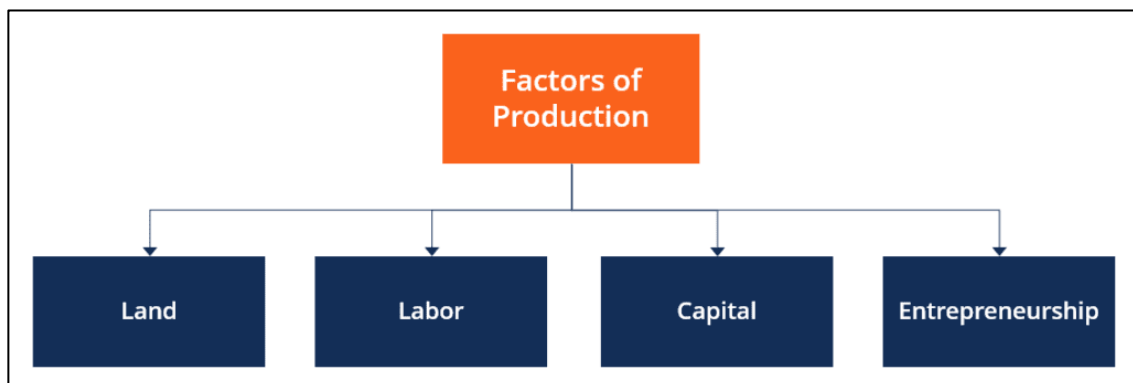 Factors of
Production
Land
Labor
Capital
Entrepreneurship